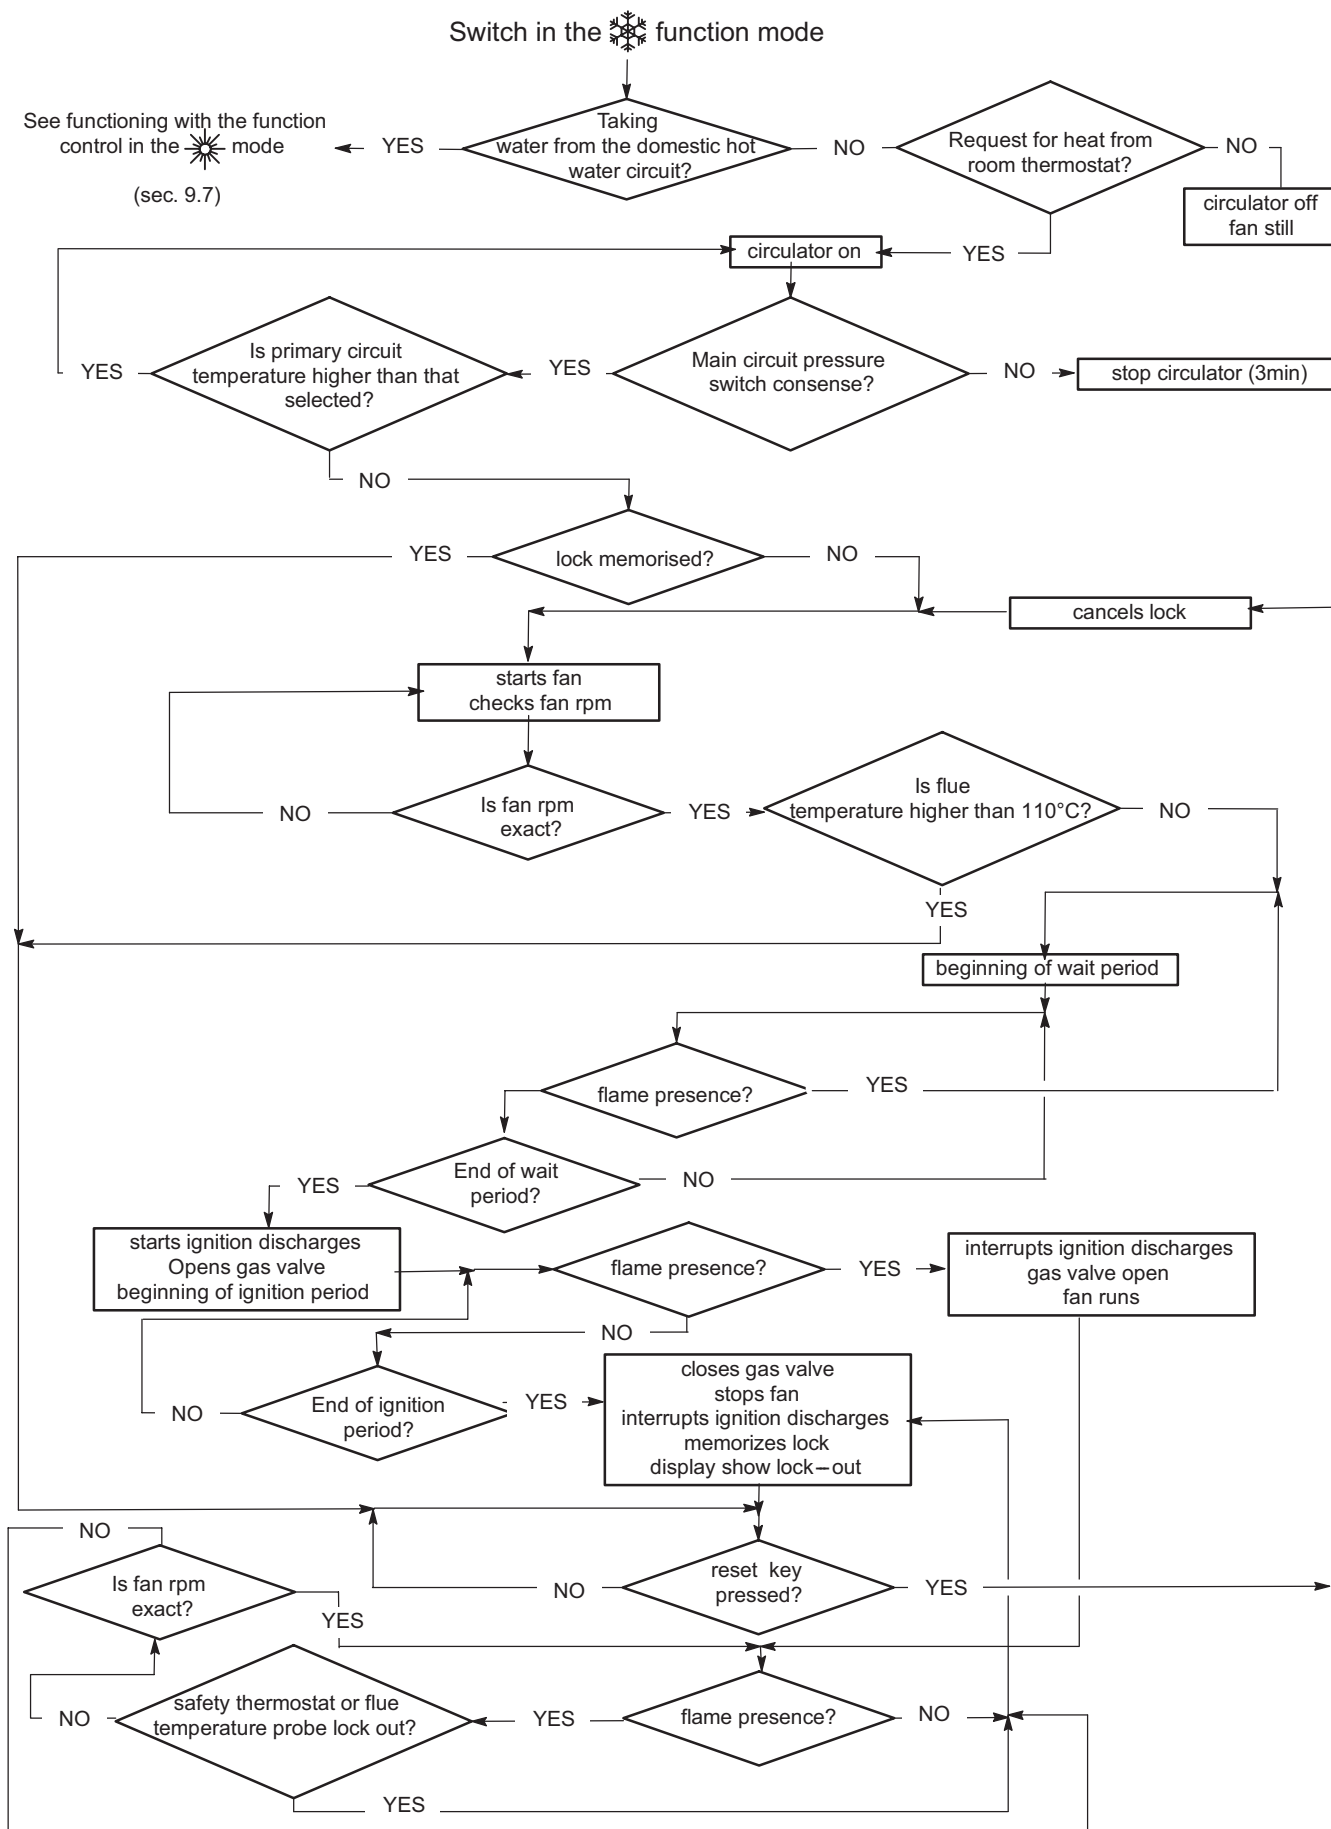 Switch in the function mode
See functioning with the function
control in the mode
(sec. 9.7)
YES
Taking
water from the domestic hot
water circuit?
NO
Request for heat from
room thermostat?
NO
circulator off
fan still
circulator on
YES
YES
Is primary circuit
temperature higher than that
selected?
YES
Main circuit pressure
switch consense?
NO
stop circulator (3min)
NO
YES
lock memorised?
NO
cancels lock
starts fan
checks fan rpm
NO
Is fan rpm
exact?
YES
Is flue
temperature higher than 110°C?
NO
YES
beginning of wait period
flame presence?
YES
End of wait
period?
NO
YES
starts ignition discharges
Opens gas valve
beginning of ignition period
flame presence?
YES
interrupts ignition discharges
gas valve open
fan runs
NO
NO
End of ignition
period?
YES
closes gas valve
stops fan
interrupts ignition discharges
memorizes lock
display show lock–out
NO
Is fan rpm
exact?
YES
NO
reset key
pressed?
YES
NO
safety thermostat or flue
temperature probe lock out?
YES
flame presence?
NO
YES